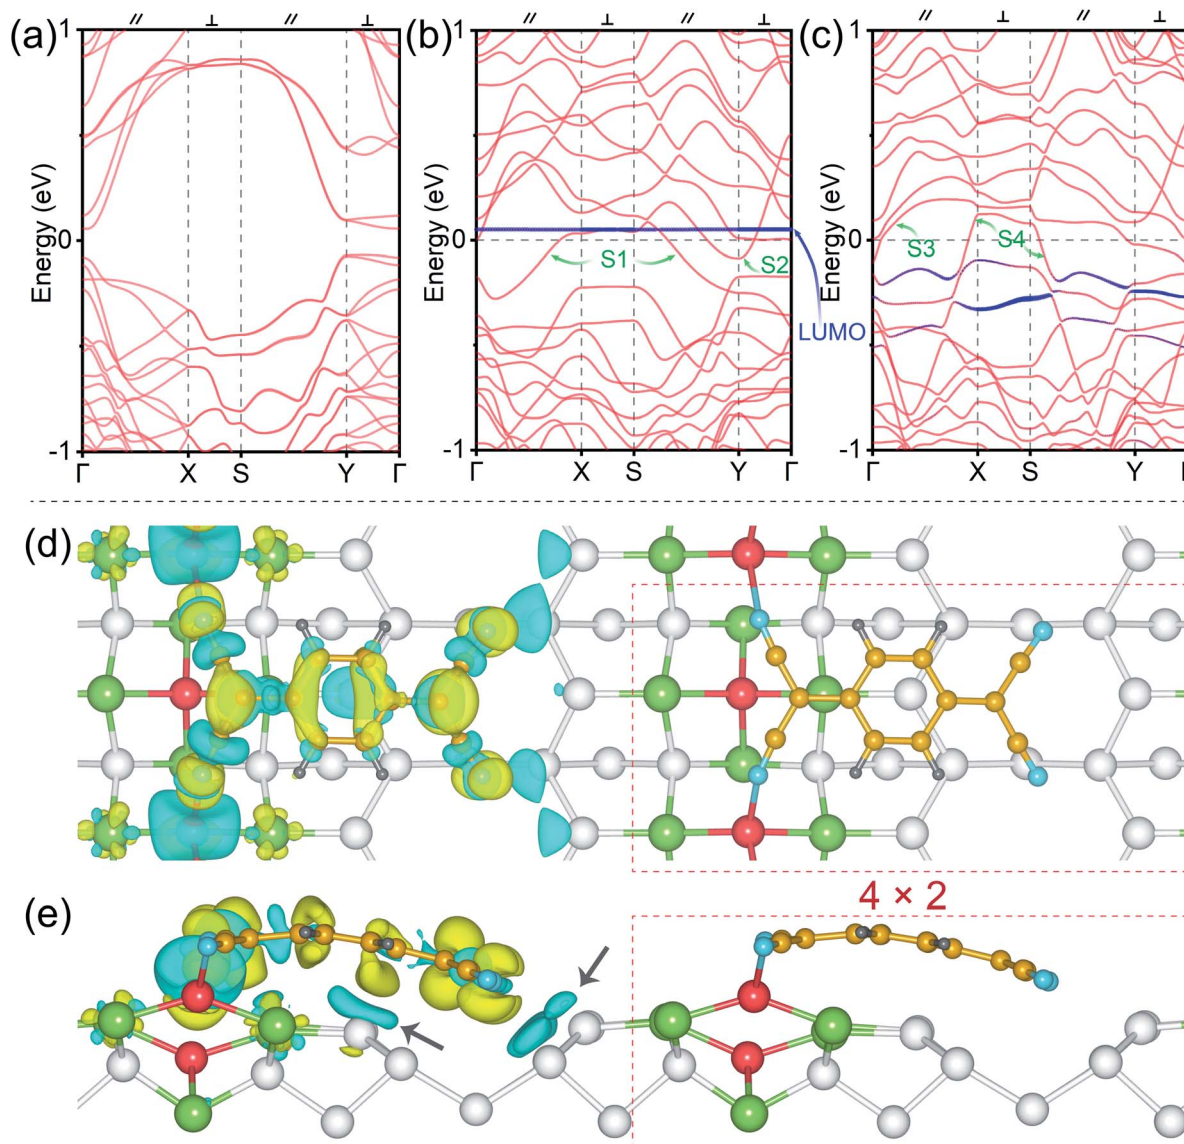 // ⊥ // ⊥
// ⊥ // ⊥
// ⊥ // ⊥
(a)
1
Energy (eV)
0
-1
Γ X S Y Γ
(b)
1
Energy (eV)
0
-1
S1
S2
LUMO
Γ X S Y Γ
(c)
1
Energy (eV)
0
-1
S3
S4
Γ X S Y Γ
(d)
4 × 2
(e)